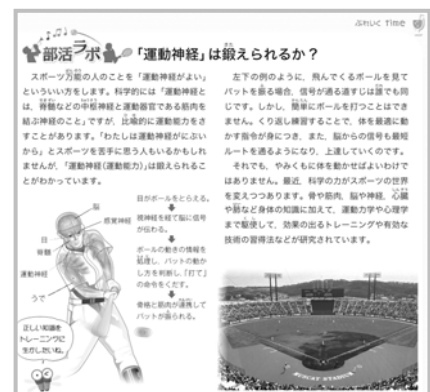 ぶれいく Time
部活ラボ
「運動神経」は鍛えられるか？
スポーツ万能の人のことを「運動神経がよい」
といういい方をします。科学的には「運動神経と
は、脊髄などの中枢神経と運動器官である筋肉を
結ぶ神経のこと」ですが、比喩的に運動能力をさ
すことがあります。「わたしは運動神経がにぶい
から」とスポーツを苦手に思う人もいるかもしれ
ませんが、「運動神経（運動能力）」は鍛えられるこ
とがわかっています。
目がボールをとらえる。
視神経を経て脳に信号
が伝わる。
ボールの動きの情報を
処理し、バットの動か
し方を判断し、「打て」
の命令をくだす。
骨格と筋肉が連携して
バットが振られる。
脳
感覚神経
目
脊髄
運動神経
うで
正しい知識を
トレーニングに
生かしたいね。
左下の例のように、飛んでくるボールを見て
バットを振る場合、信号が通る道すじは誰でも同
じです。しかし、簡単にボールを打つことはでき
ません。くり返し練習することで、体を最適に動
かす指令が身につき、また、脳からの信号も最短
ルートを通るようになり、上達していくのです。
それでも、やみくもに体を動かせばよいわけで
はありません。最近、科学の力がスポーツの世界
を変えつつあります。骨や筋肉、脳や神経、心臓
や肺など身体の知識に加えて、運動力学や心理学
まで駆使して、効果の出るトレーニングや有効な
技術の習得法などが研究されています。
MUSCAT STADIUM